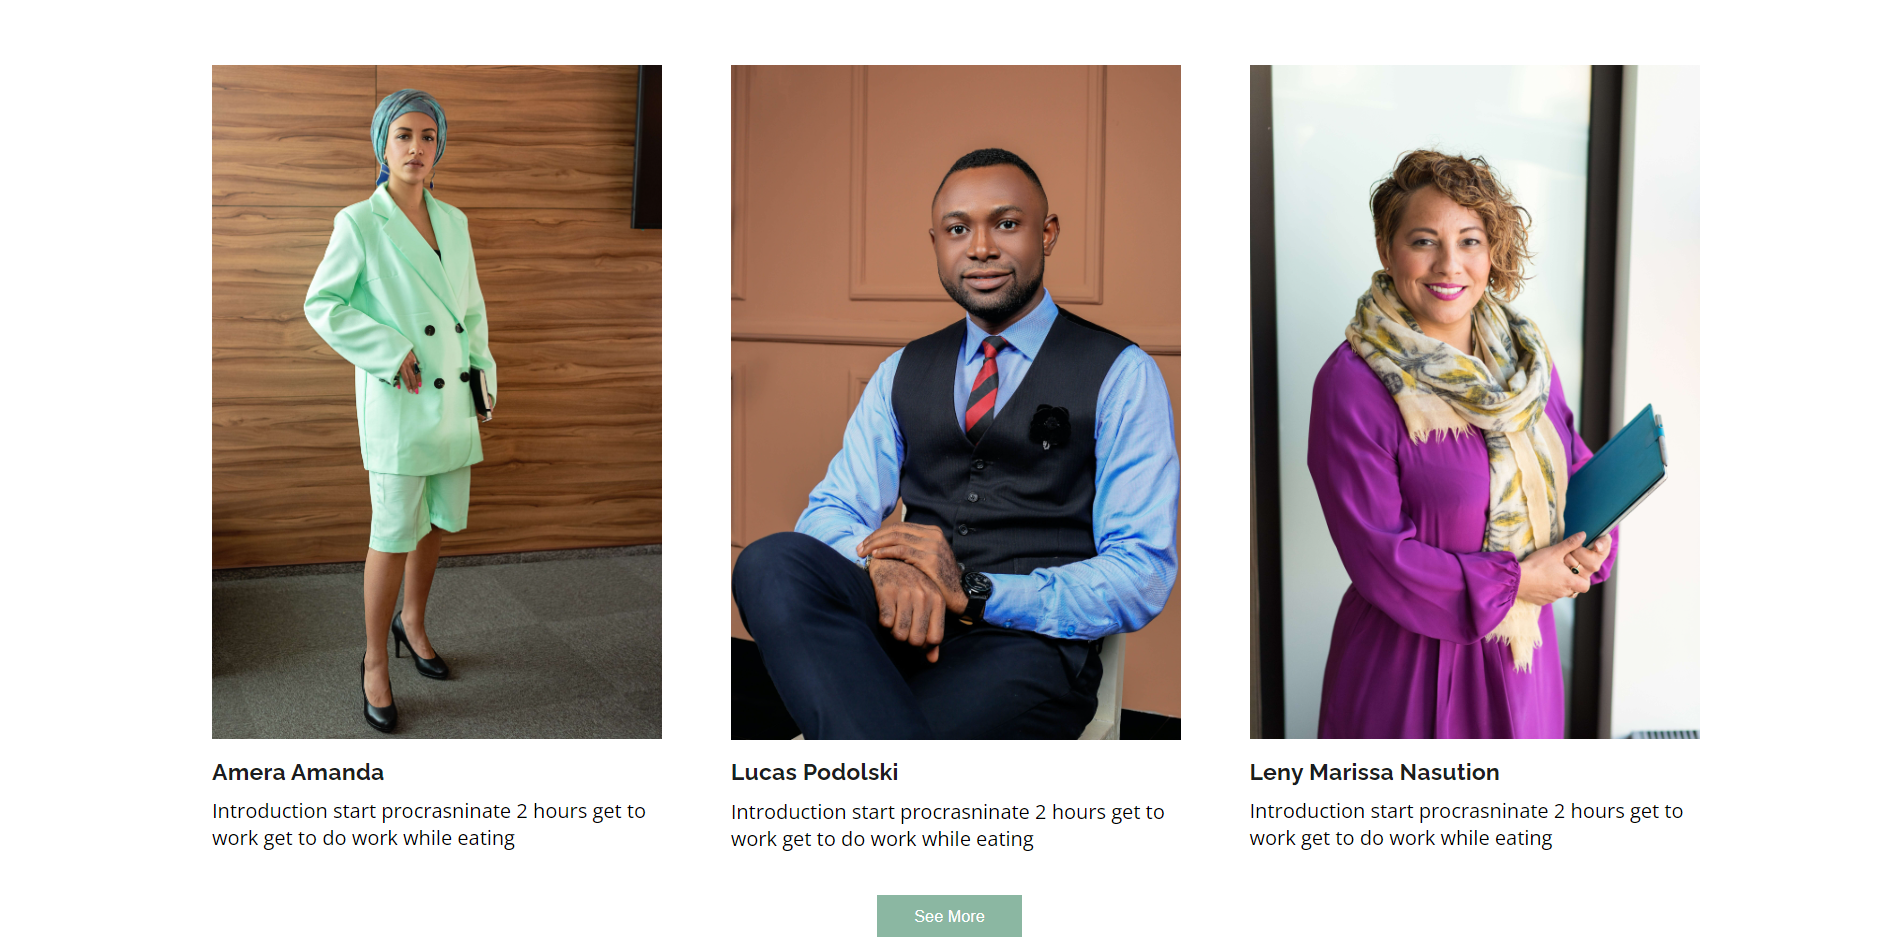 Amera Amanda
Introduction start procrasninate 2 hours get to
work get to do work while eating
Lucas Podolski
Introduction start procrasninate 2 hours get to
work get to do work while eating
Leny Marissa Nasution
Introduction start procrasninate 2 hours get to
work get to do work while eating
See More